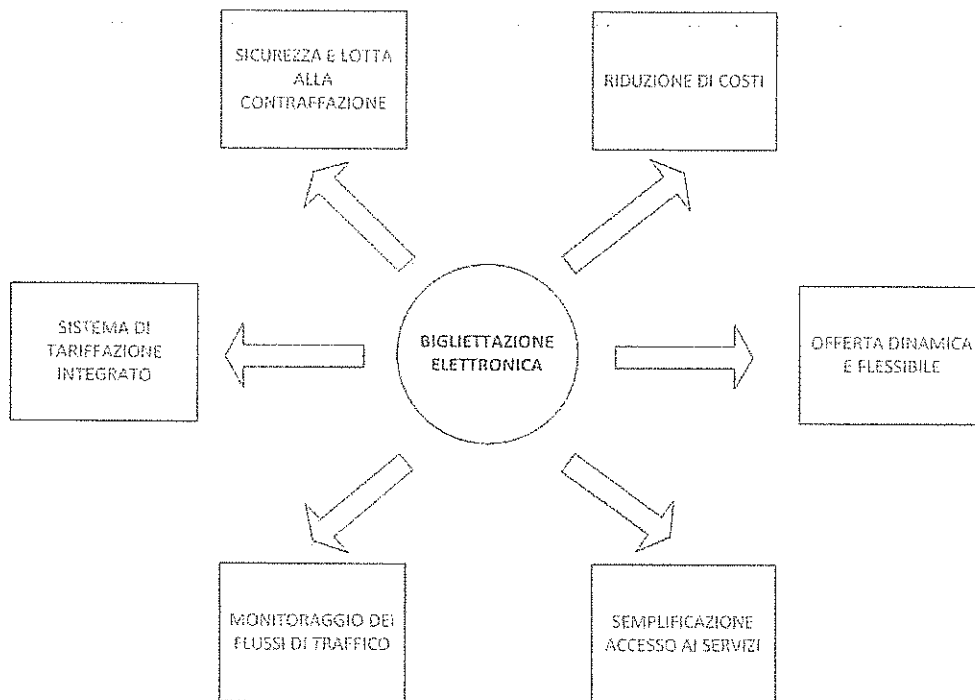 SICUREZZA E LOTTA
ALLA
CONTRAFFAZIONE
RIDUZIONE DI COSTI
SISTEMA DI
TARIFFAZIONE
INTEGRATO
BIGLIETTAZIONE
ELETTRONICA
OFFERTA DINAMICA
E FLESSIBILE
MONITORAGGIO DEI
FLUSSI DI TRAFFICO
SEMPLIFICAZIONE
ACCESSO AI SERVIZI